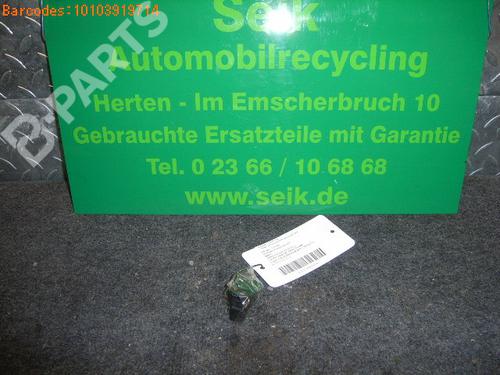 Barcodes:10103919714
Seik
Automobilrecycling
Herten - Im Emscherbruch 10
Gebrauchte Ersatzteile mit Garantie
Tel. 0 23 66 / 10 68 68
www.seik.de
B-PARTS